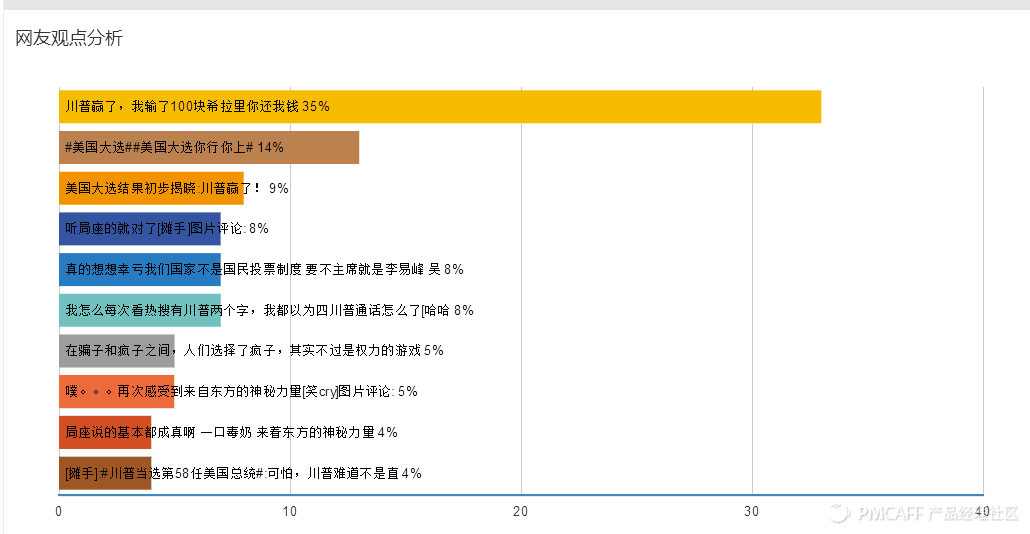 网友观点分析
川普赢了，我输了100块希拉里你还我钱 35%
#美国大选##美国大选你行你上# 14%
美国大选结果初步揭晓:川普赢了！ 9%
听局座的就对了[摊手]图片评论: 8%
真的想想幸亏我们国家不是国民投票制度 要不主席就是李易峰 吴 8%
我怎么每次看热搜有川普两个字，我都以为四川普通话怎么了[哈哈 8%
在骗子和疯子之间，人们选择了疯子，其实不过是权力的游戏 5%
噗。。。再次感受到来自东方的神秘力量[笑cry]图片评论: 5%
局座说的基本都成真啊 一口毒奶 来着东方的神秘力量 4%
[摊手]:#川普当选第58任美国总统#:可怕，川普难道不是直 4%
0 10 20 30 40
PMCAFF 产品经理社区